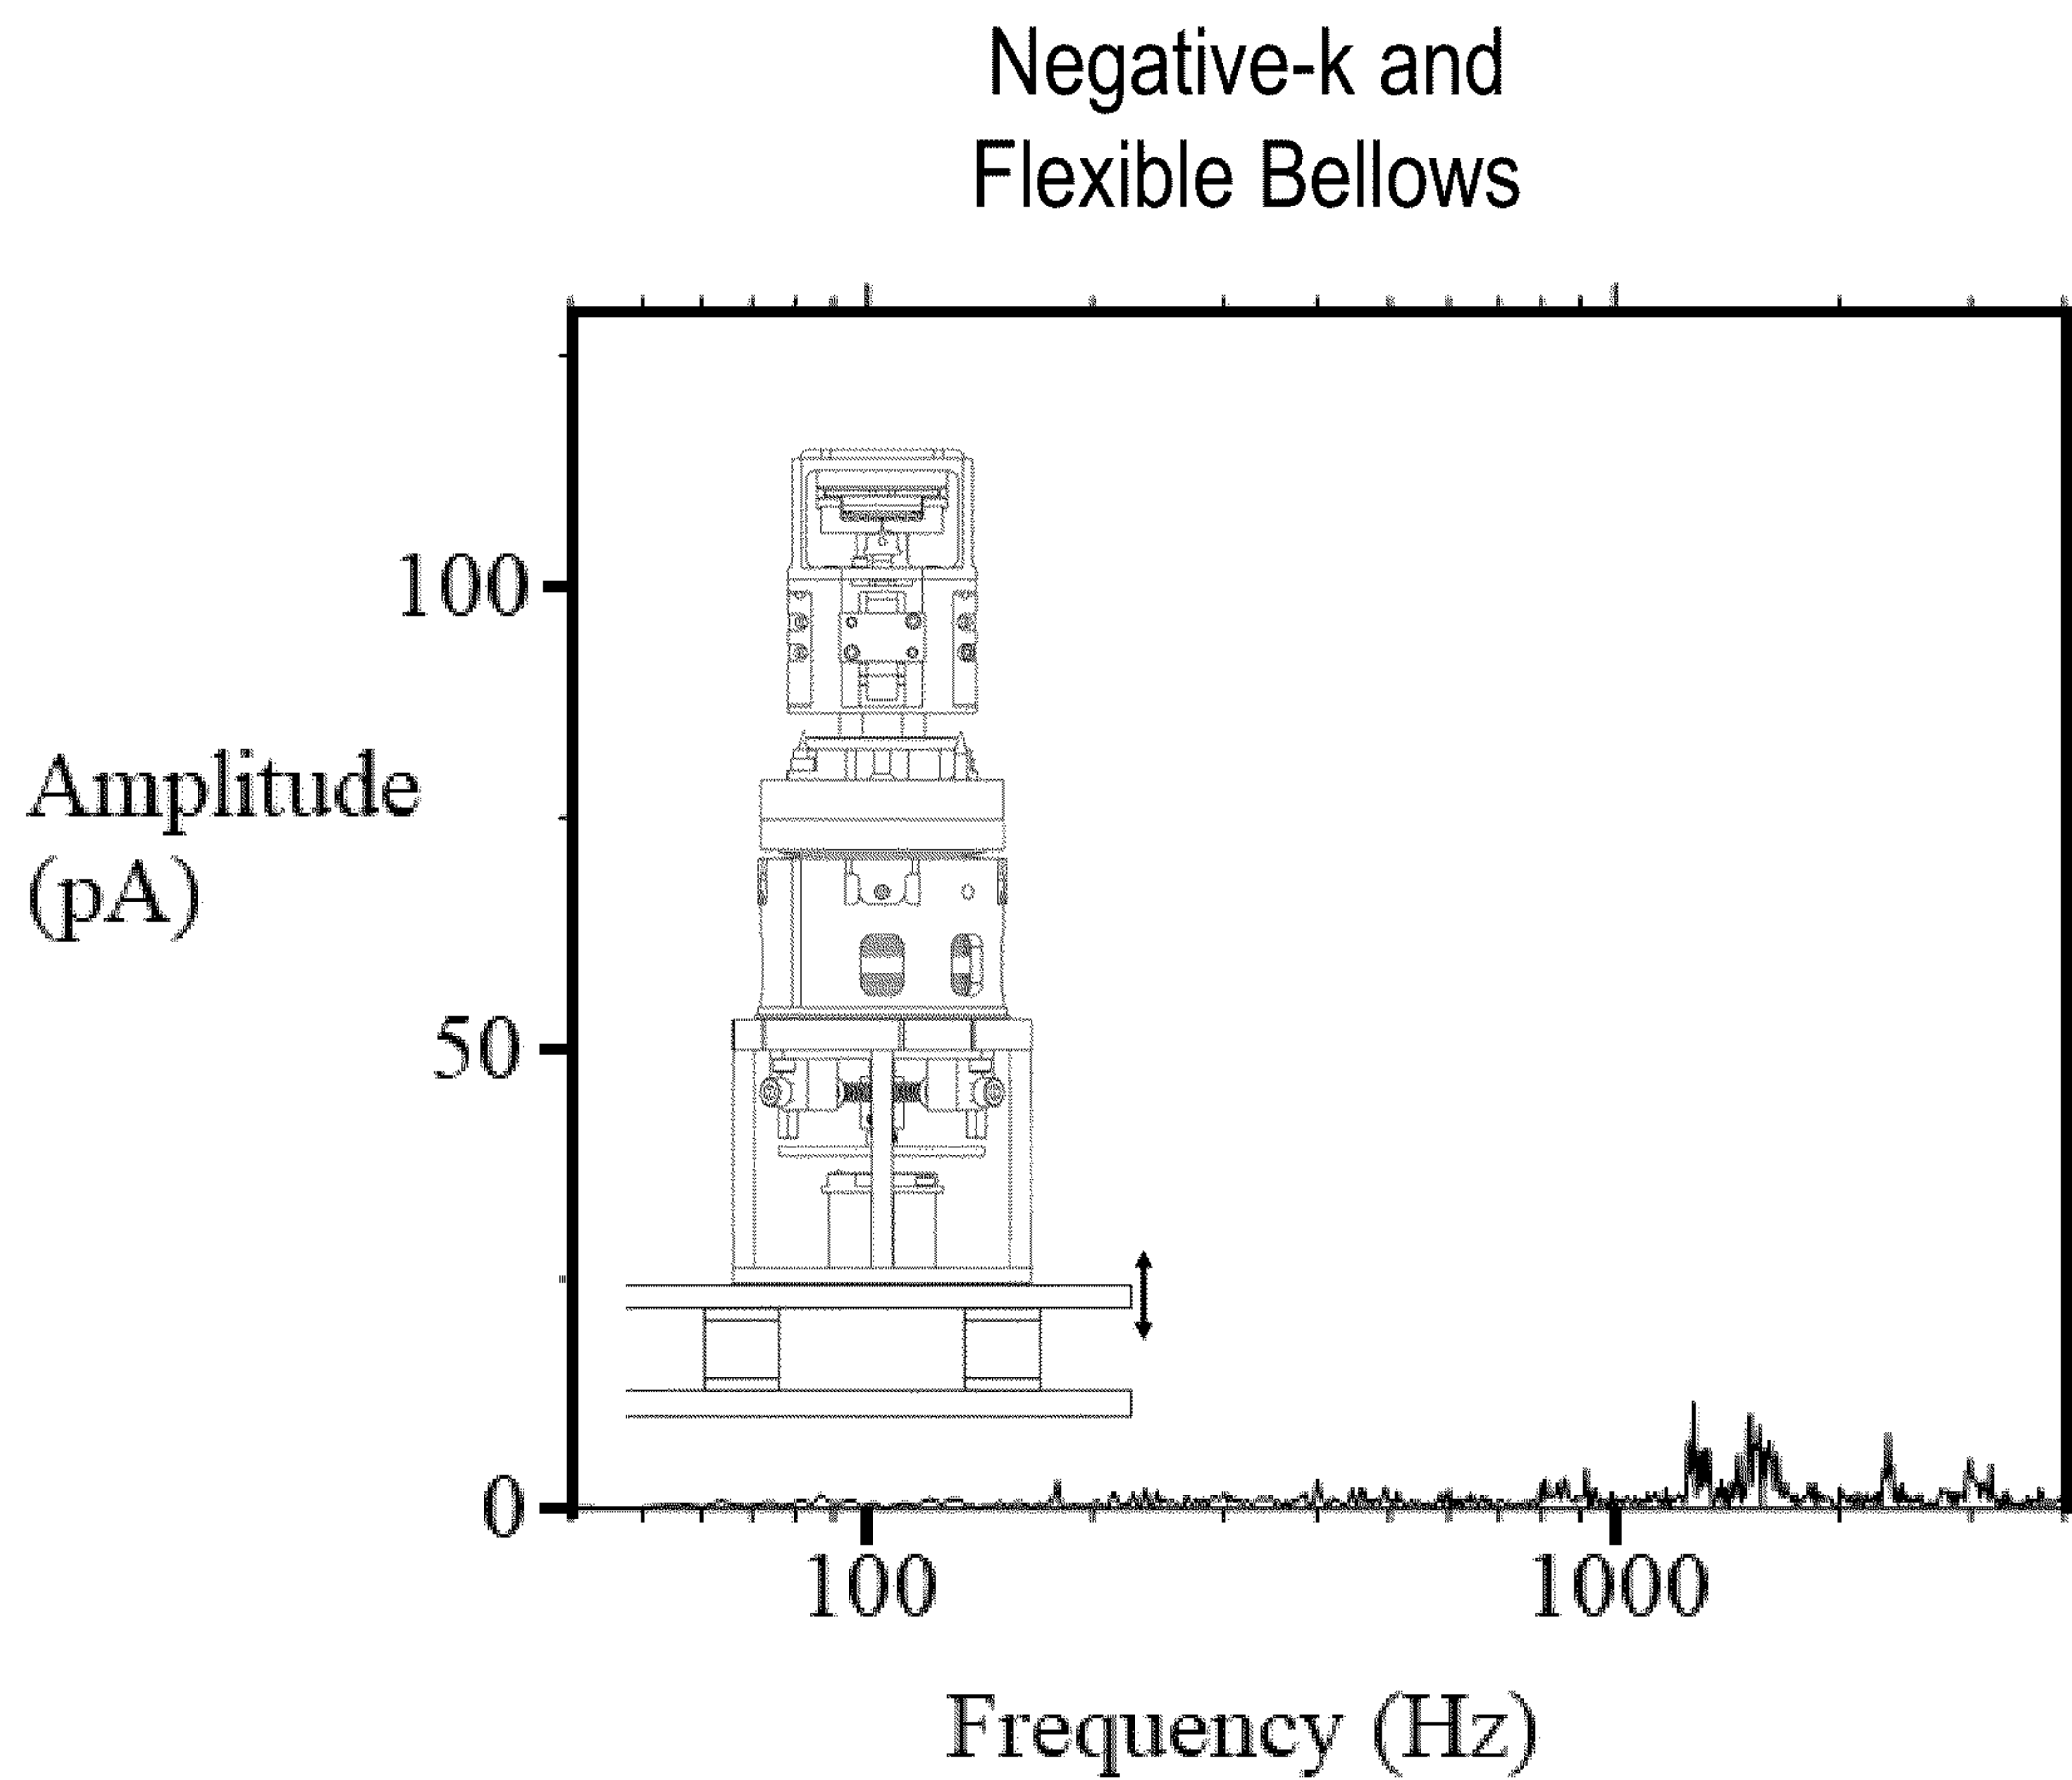 Negative-k and
Flexible Bellows
100
Amplitude
(pA)
50
0
100
1000
Frequency (Hz)